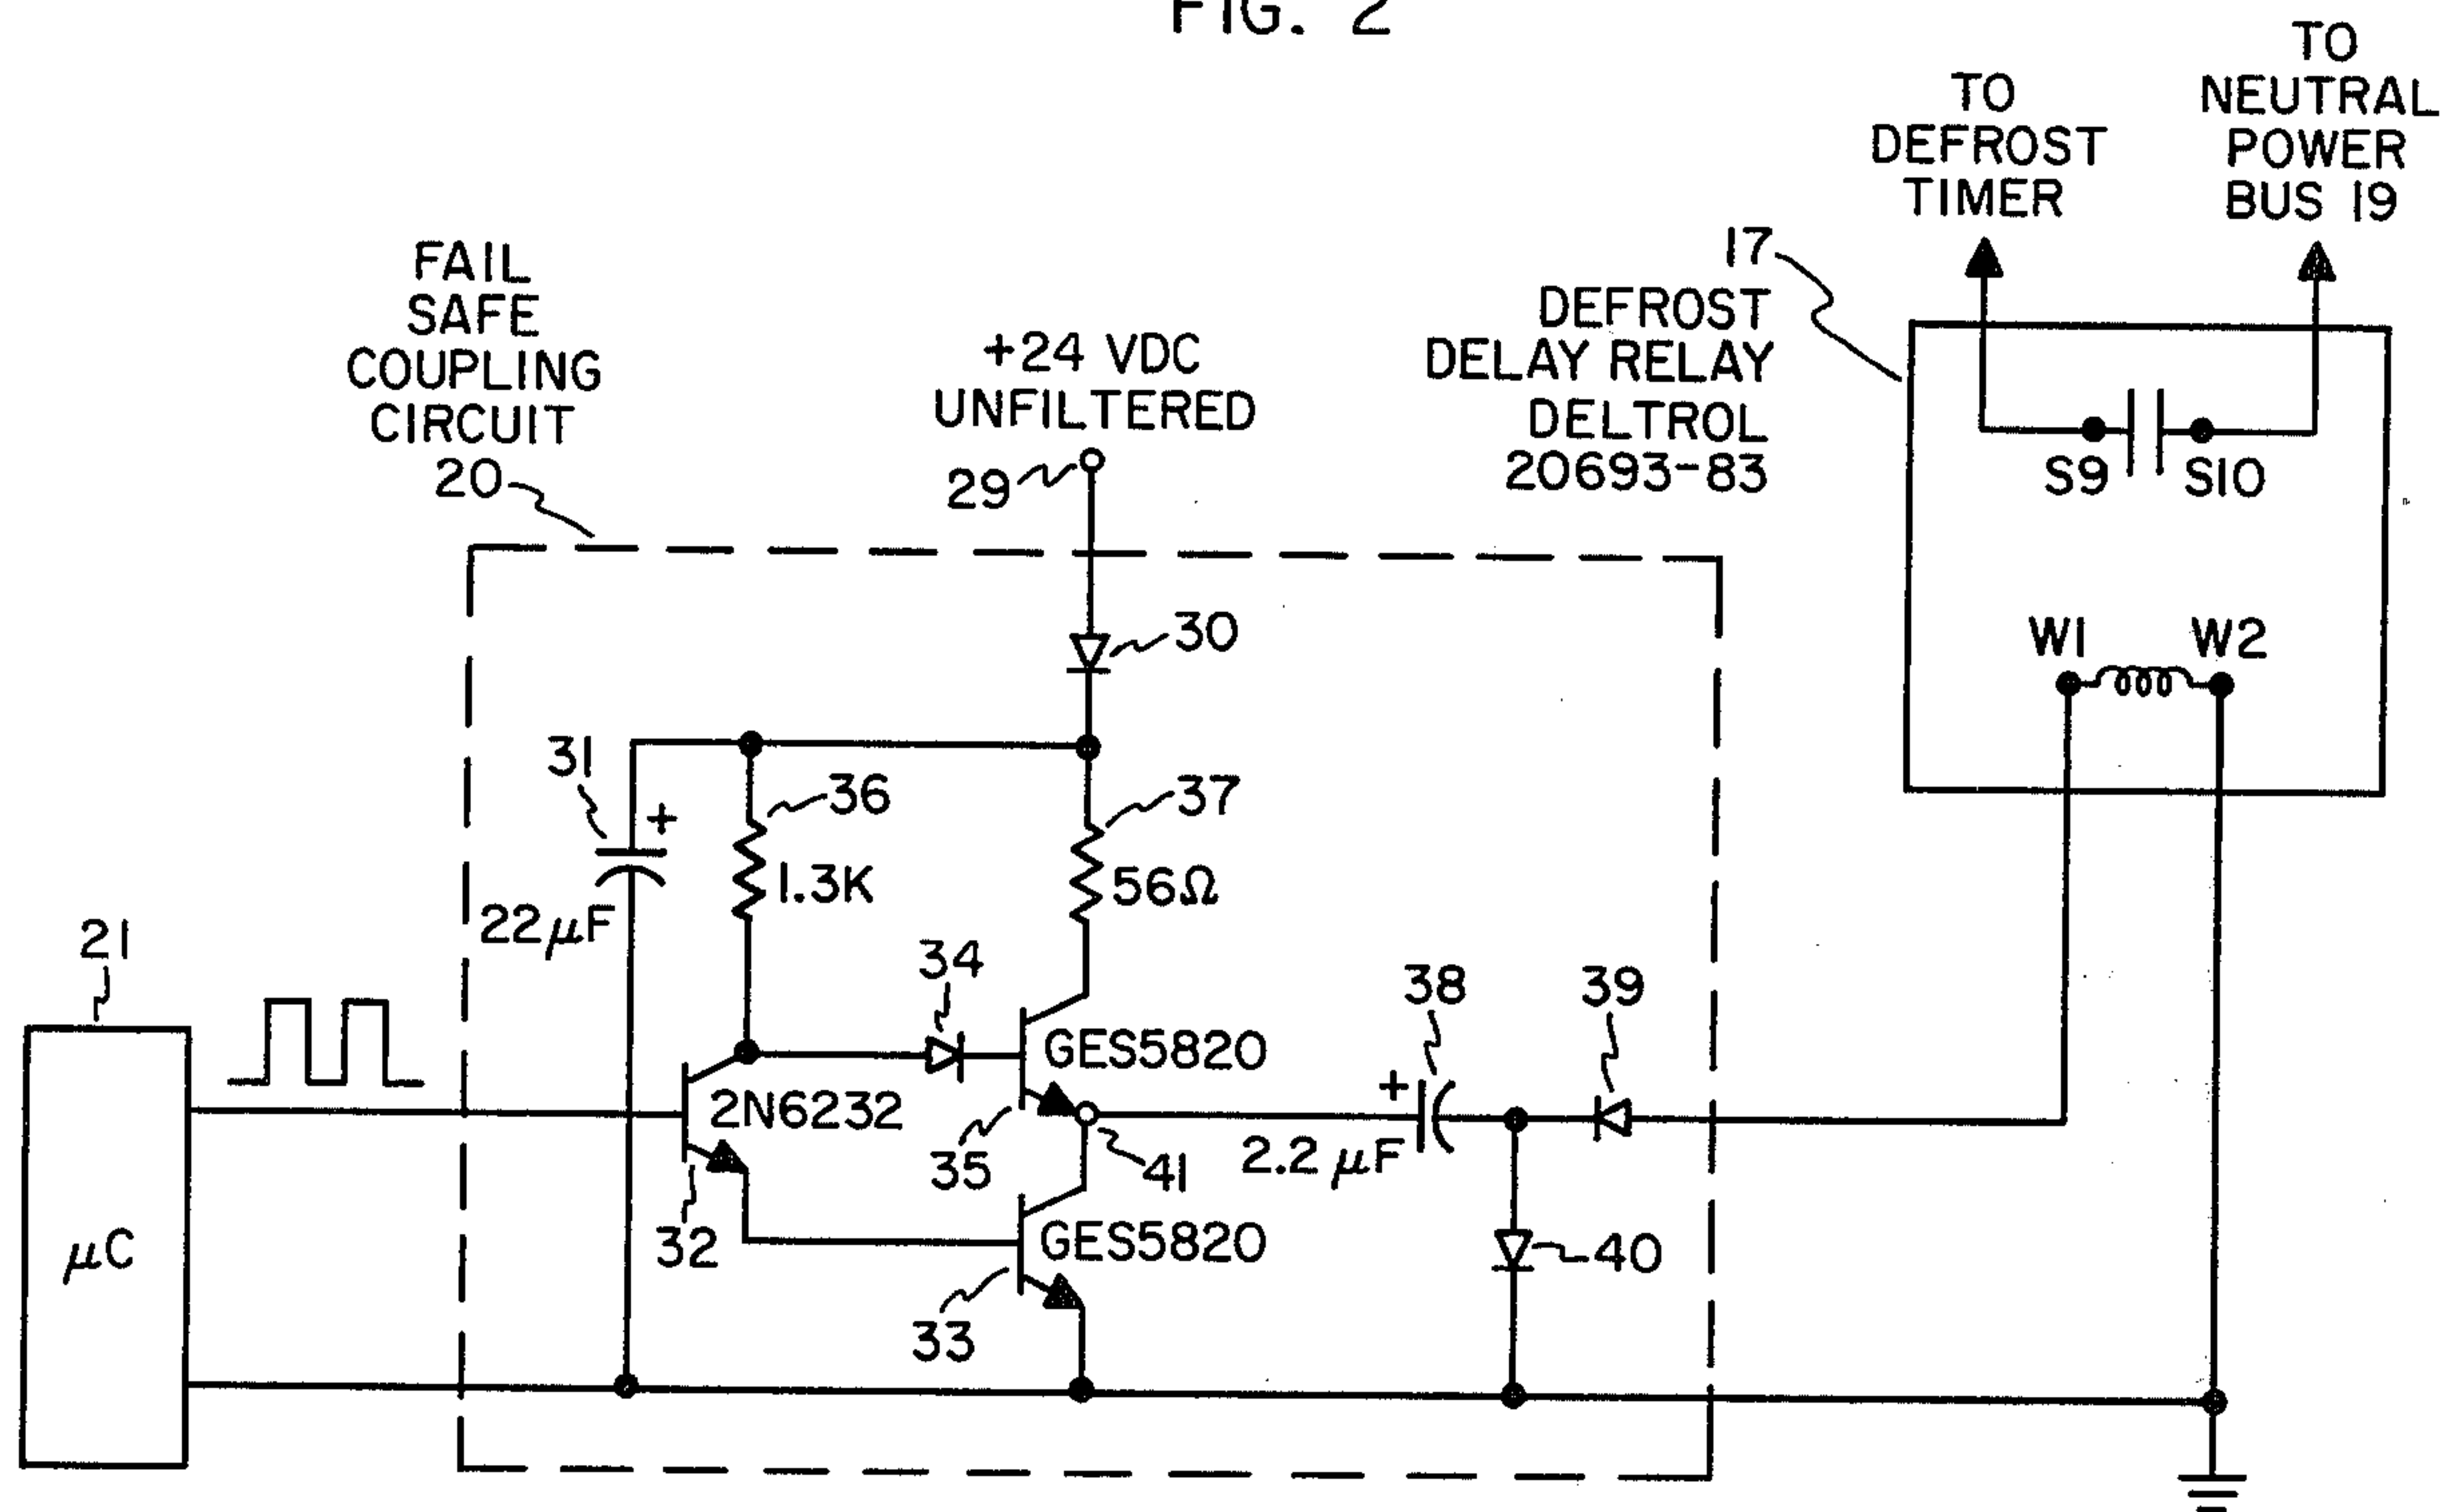 FIG. 2
TO
DEFROST
TIMER
TO
NEUTRAL
POWER
BUS 19
FAIL
SAFE
COUPLING
CIRCUIT
20
+24 VDC
UNFILTERED
29
17
DEFROST
DELAY RELAY
DELTROL
20693-83
S9
S10
W1
W2
30
31
+
22µF
36
1.3K
37
56Ω
21
µC
34
GES5820
35
41
2N6232
32
GES5820
33
38
+
2.2 µF
39
40